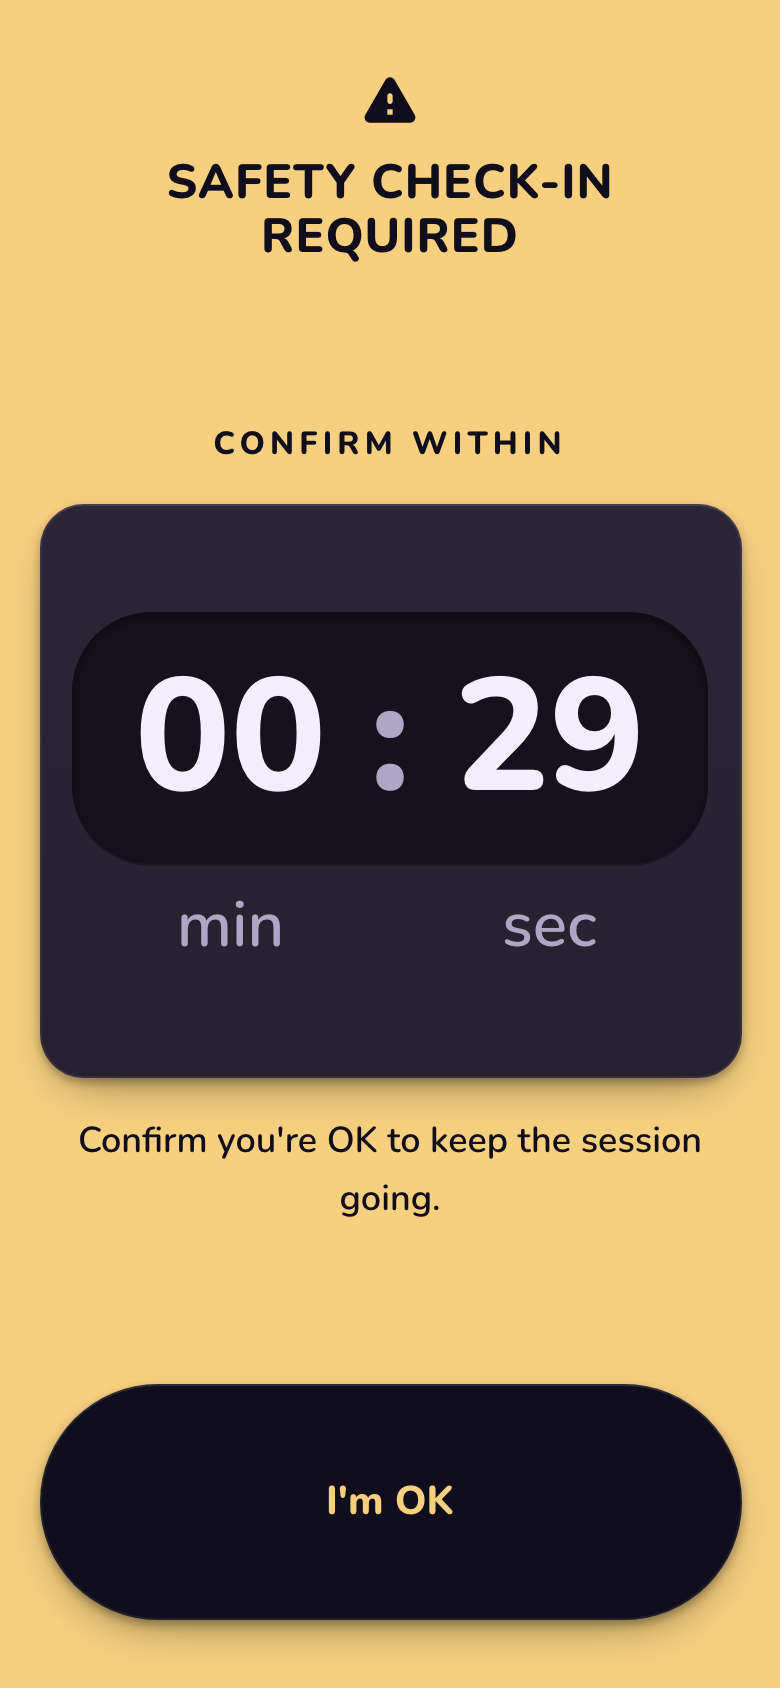 SAFETY CHECK-IN
REQUIRED
CONFIRM WITHIN
00 : 29
min sec
Confirm you're OK to keep the session
going.
I'm OK